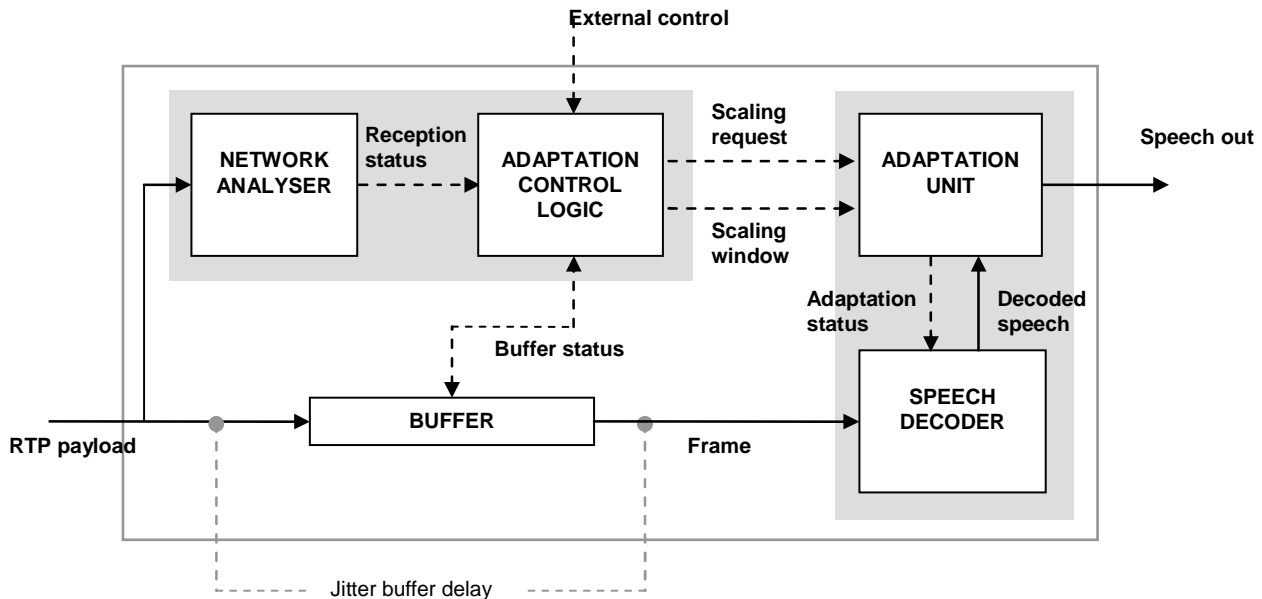 External control
NETWORK
ANALYSER
Reception
status
ADAPTATION
CONTROL
LOGIC
Scaling
request
Scaling
window
ADAPTATION
UNIT
Speech out
Adaptation
status
Decoded
speech
Buffer status
RTP payload
BUFFER
Frame
SPEECH
DECODER
Jitter buffer delay